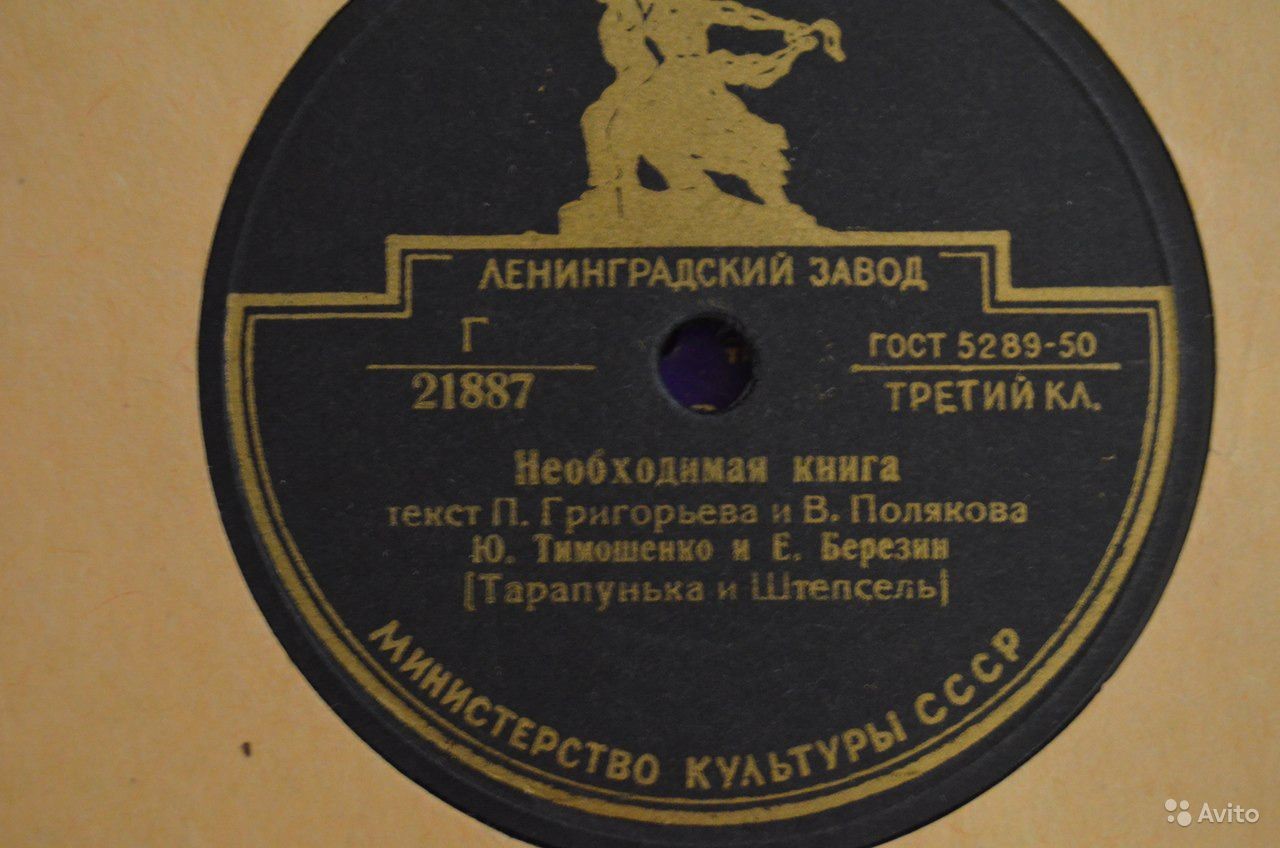 ЛЕНИНГРАДСКИЙ ЗАВОД
Г
21887
ГОСТ 5289-50
ТРЕТИЙ КЛ.
Необходимая книга
текст П. Григорьева и В. Полякова
Ю. Тимошенко и Е. Березин
[Тарапунька и Штепсель]
МИНИСТЕРСТВО КУЛЬТУРЫ СССР
Avito